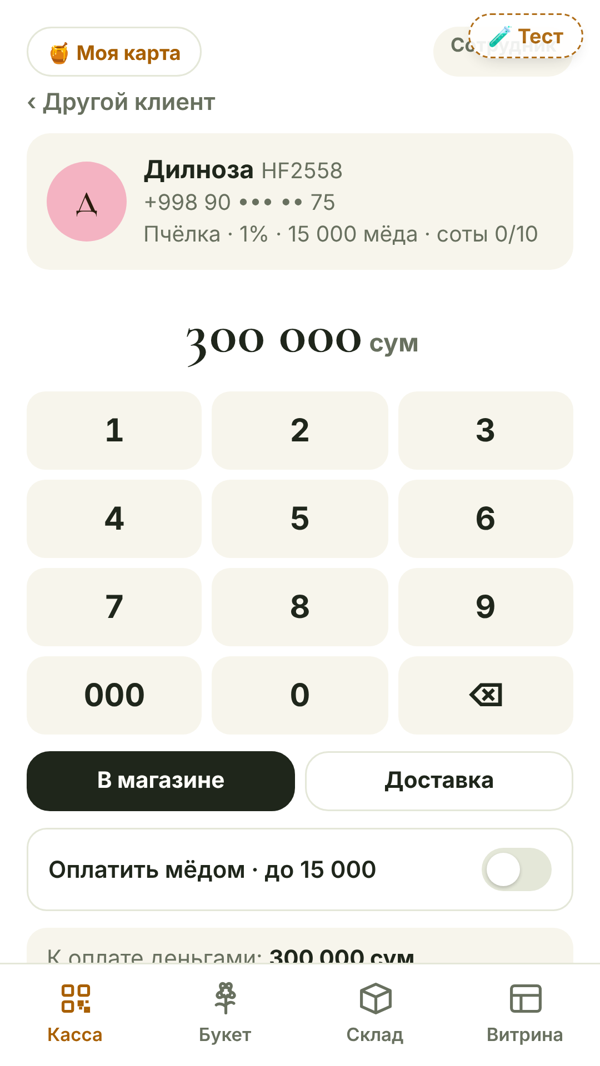 Моя карта
Сотрудник
Тест
‹ Другой клиент
Д
Дилноза HF2558
+998 90 ••• •• 75
Пчёлка · 1% · 15 000 мёда · соты 0/10
300 000 сум
1 2 3
4 5 6
7 8 9
000 0
В магазине Доставка
Оплатить мёдом · до 15 000
К оплате деньгами: 300 000 сум
Касса Букет Склад Витрина